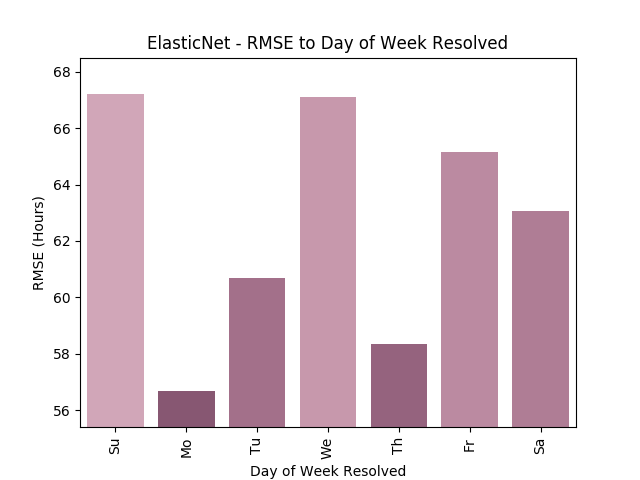 ElasticNet - RMSE to Day of Week Resolved
68
66
64
62
60
58
56
RMSE (Hours)
Su
Mo
Tu
We
Th
Fr
Sa
Day of Week Resolved